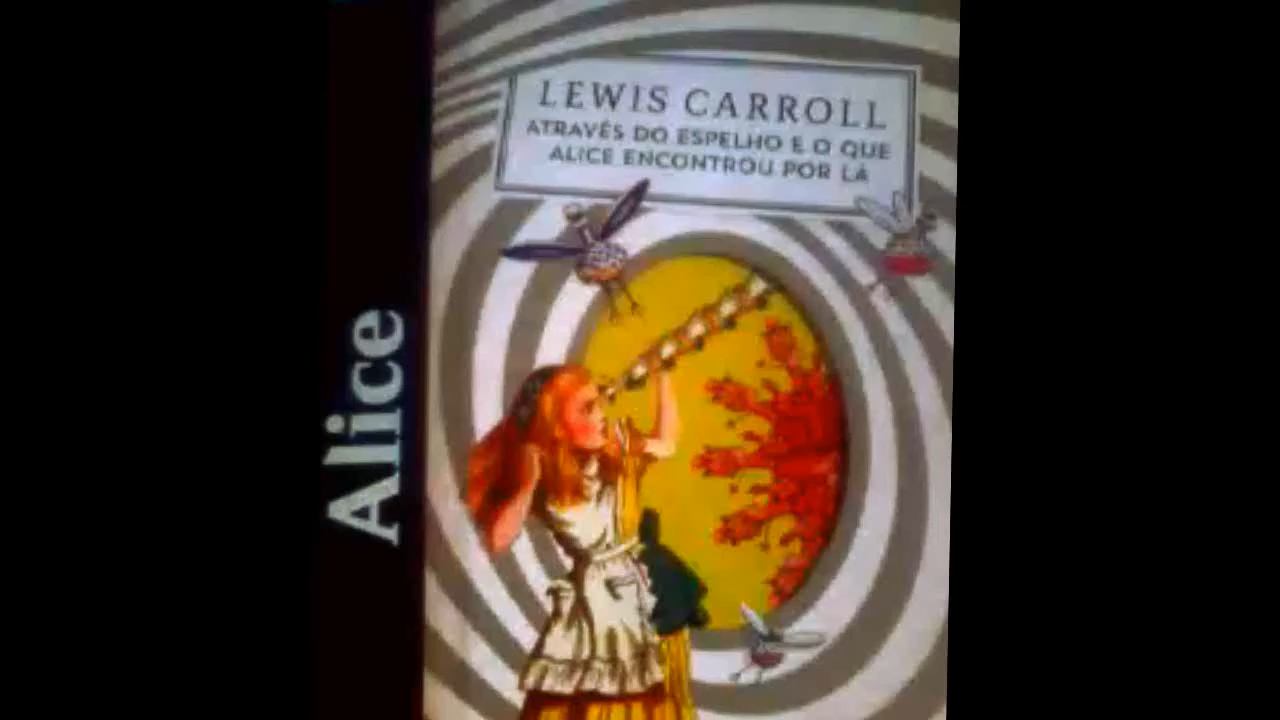 LEWIS CARROLL
ATRAVÉS DO ESPELHO E O QUE
ALICE ENCONTROU POR LÁ
Alice